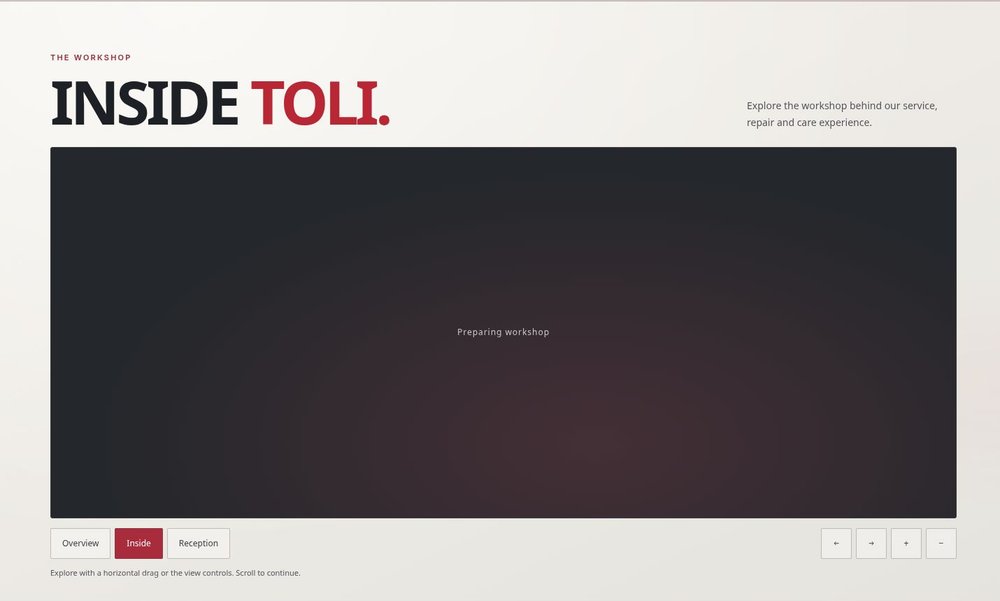 THE WORKSHOP
INSIDE TOLI.
Explore the workshop behind our service,
repair and care experience.
Preparing workshop
Overview
Inside
Reception
← → + −
Explore with a horizontal drag or the view controls. Scroll to continue.